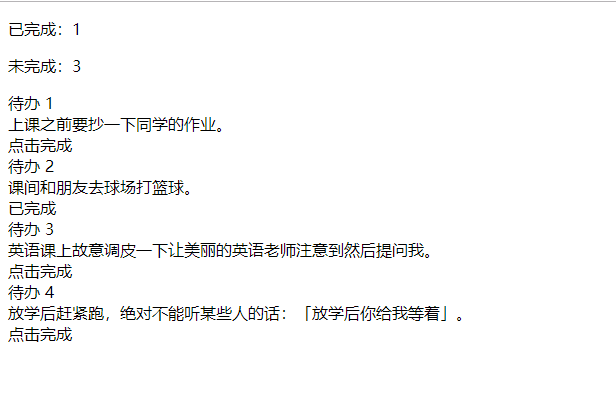 已完成：1
未完成：3
待办 1
上课之前要抄一下同学的作业。
点击完成
待办 2
课间和朋友去球场打篮球。
已完成
待办 3
英语课上故意调皮一下让美丽的英语老师注意到然后提问我。
点击完成
待办 4
放学后赶紧跑，绝对不能听某些人的话：「放学后你给我等着」。
点击完成